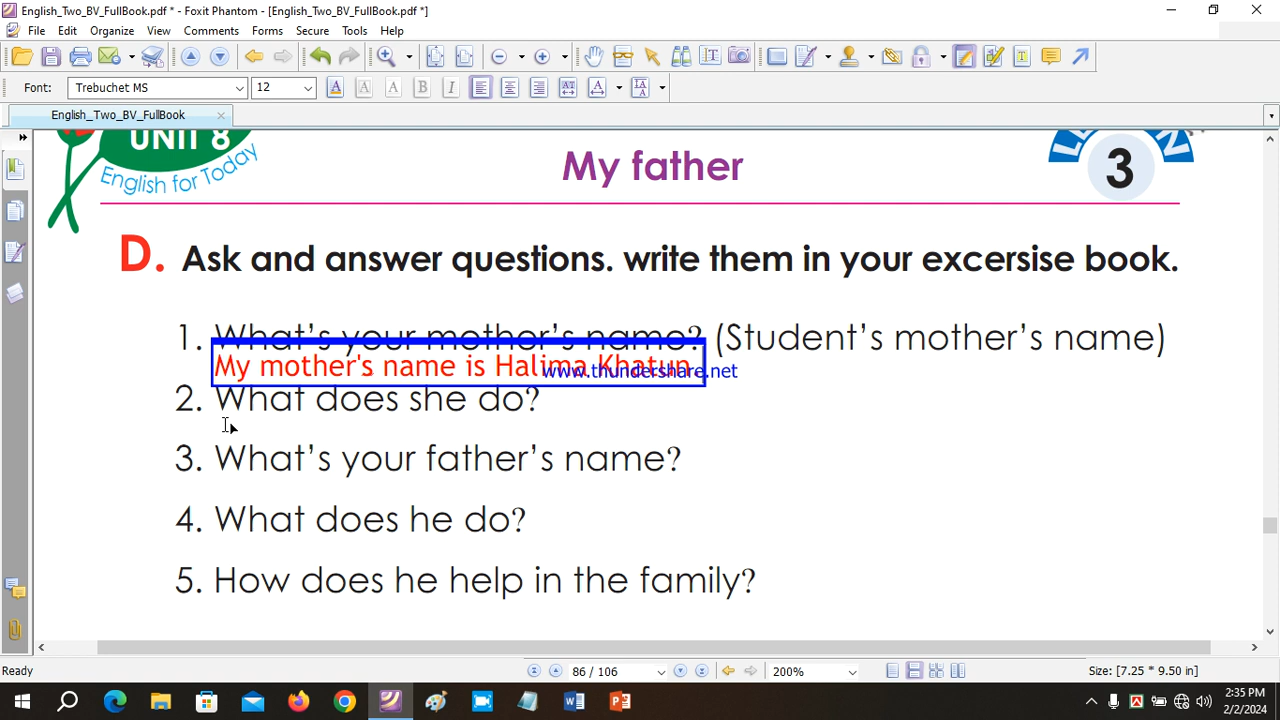 English_Two_BV_FullBook.pdf * - Foxit Phantom - [English_Two_BV_FullBook.pdf *]
File Edit Organize View Comments Forms Secure Tools Help
Font: Trebuchet MS 12
English_Two_BV_FullBook
UNIT 8
English for Today
My father
3
D. Ask and answer questions. write them in your excersise book.
1. What's your mother's name? (Student's mother's name)
My mother's name is Halima Khatun.
www.thundershare.net
2. What does she do?
3. What's your father's name?
4. What does he do?
5. How does he help in the family?
Ready 86 / 106 200% Size: [7.25 * 9.50 in]
2:35 PM
2/2/2024